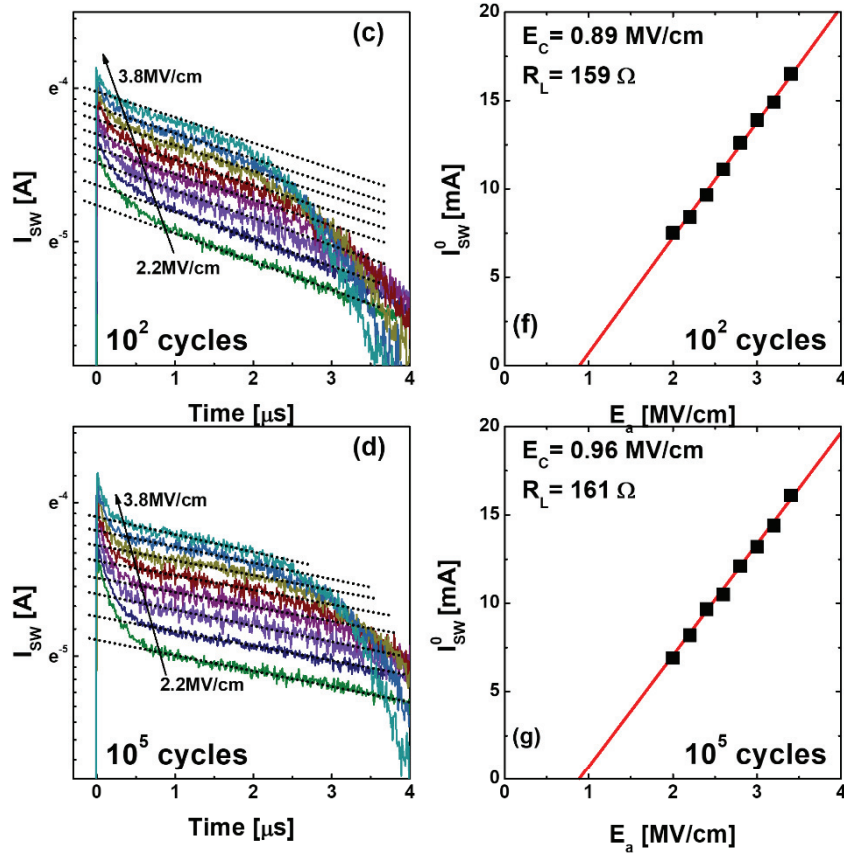 (c)
3.8MV/cm
e⁻⁴
I_SW [A]
e⁻⁵
2.2MV/cm
10² cycles
0
1
2
3
4
Time [μs]
20
E_C= 0.89 MV/cm
R_L= 159 Ω
15
I⁰_SW [mA]
10
5
(f)
10² cycles
0
0
1
2
3
4
E_a [MV/cm]
(d)
e⁻⁴
3.8MV/cm
I_SW [A]
e⁻⁵
2.2MV/cm
10⁵ cycles
0
1
2
3
4
Time [μs]
20
E_C= 0.96 MV/cm
R_L= 161 Ω
15
I⁰_SW [mA]
10
5
(g)
10⁵ cycles
0
0
1
2
3
4
E_a [MV/cm]